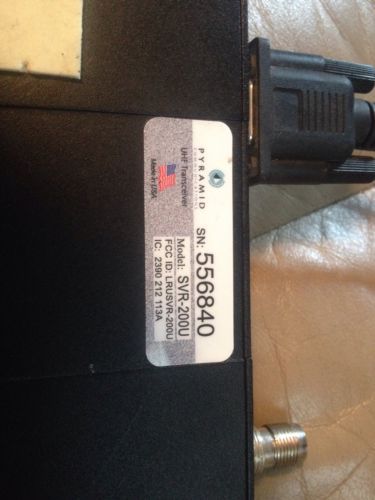 PYRAMID
SN: 556840
UHF Transceiver
Made in USA
Model: SVR-200U
FCC ID: LRUSVR-200U
IC: 2390 212 113A